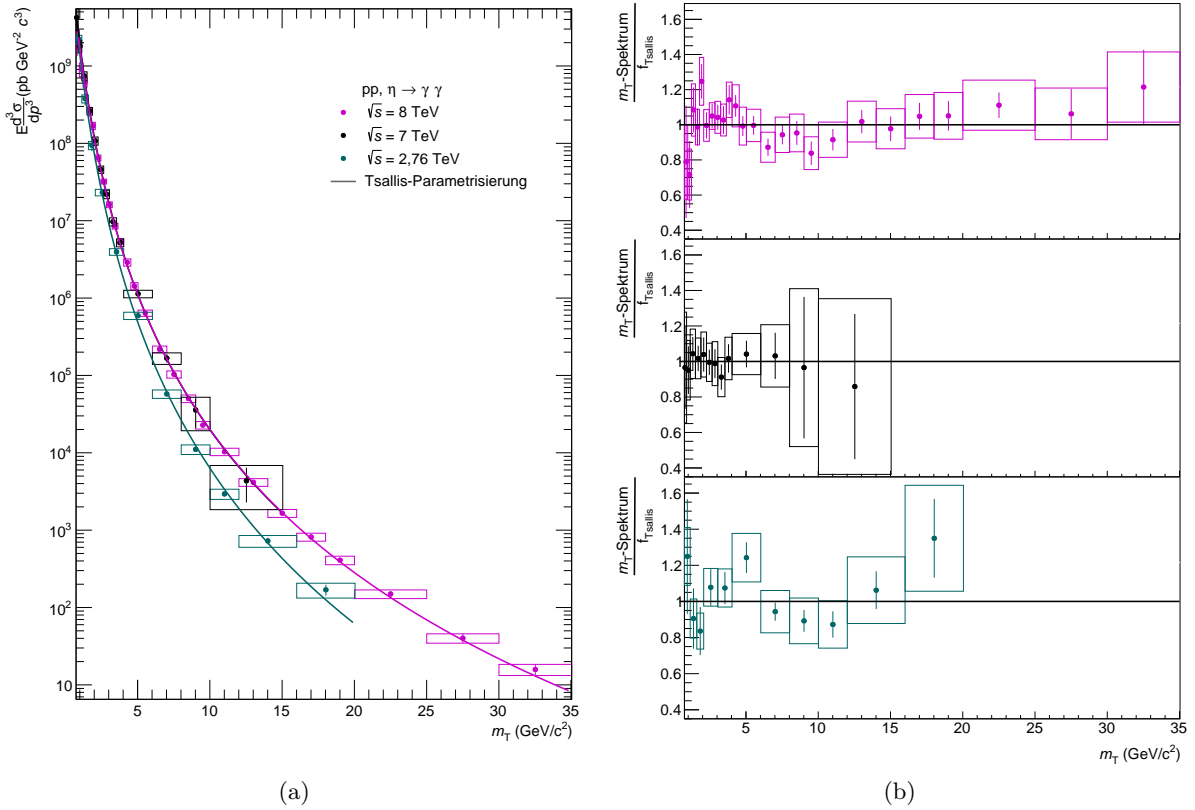 E d³σ/dp³ (pb GeV⁻² c³)
10⁹
10⁸
10⁷
10⁶
10⁵
10⁴
10³
10²
10
pp, η → γ γ
√s = 8 TeV
√s = 7 TeV
√s = 2,76 TeV
Tsallis-Parametrisierung
5 10 15 20 25 30 35
m_T (GeV/c²)
(a)
m_T-Spektrum
f_Tsallis
1.6
1.4
1.2
1
0.8
0.6
0.4
m_T-Spektrum
f_Tsallis
1.6
1.4
1.2
1
0.8
0.6
0.4
m_T-Spektrum
f_Tsallis
1.6
1.4
1.2
1
0.8
0.6
0.4
5 10 15 20 25 30 35
m_T (GeV/c²)
(b)